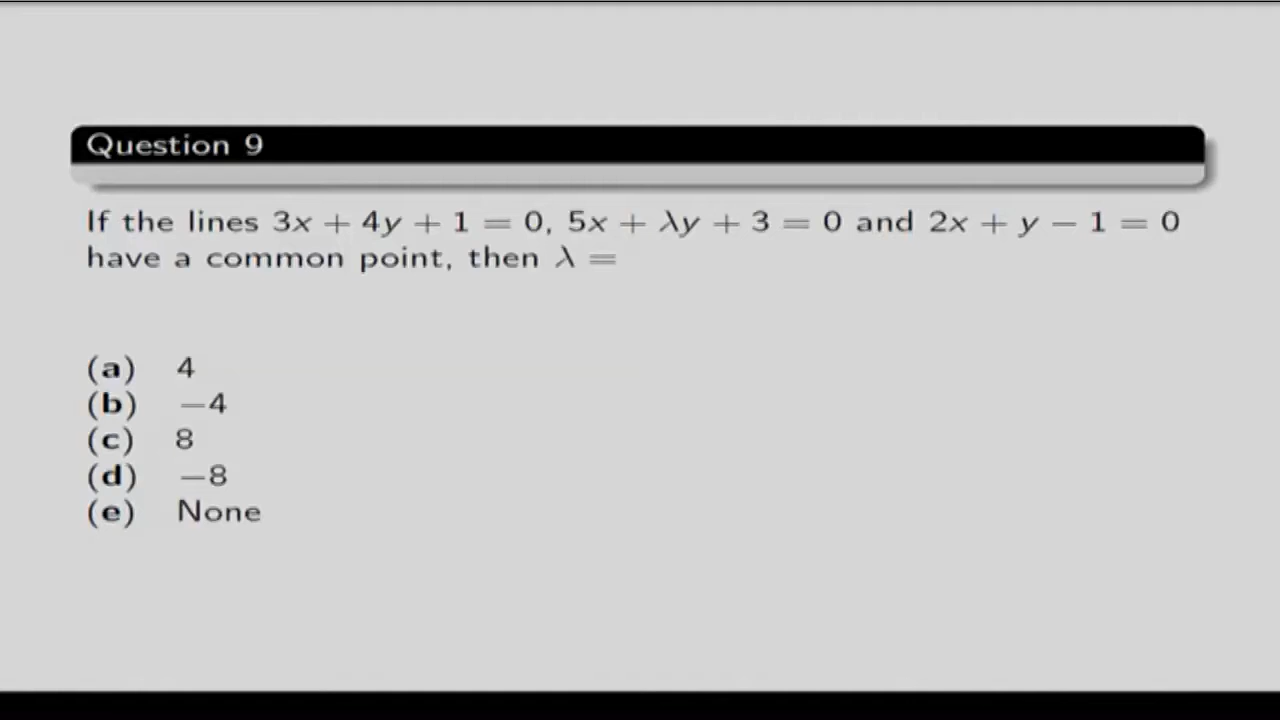 Question 9
If the lines 3x + 4y + 1 = 0, 5x + λy + 3 = 0 and 2x + y − 1 = 0
have a common point, then λ =
(a) 4
(b) −4
(c) 8
(d) −8
(e) None